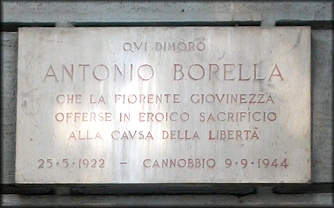 QVI DIMORÒ
ANTONIO BORELLA
CHE LA FIORENTE GIOVINEZZA
OFFERSE IN EROICO SACRIFICIO
ALLA CAVSA DELLA LIBERTÀ
25·5·1922 – CANNOBBIO 9·9·1944